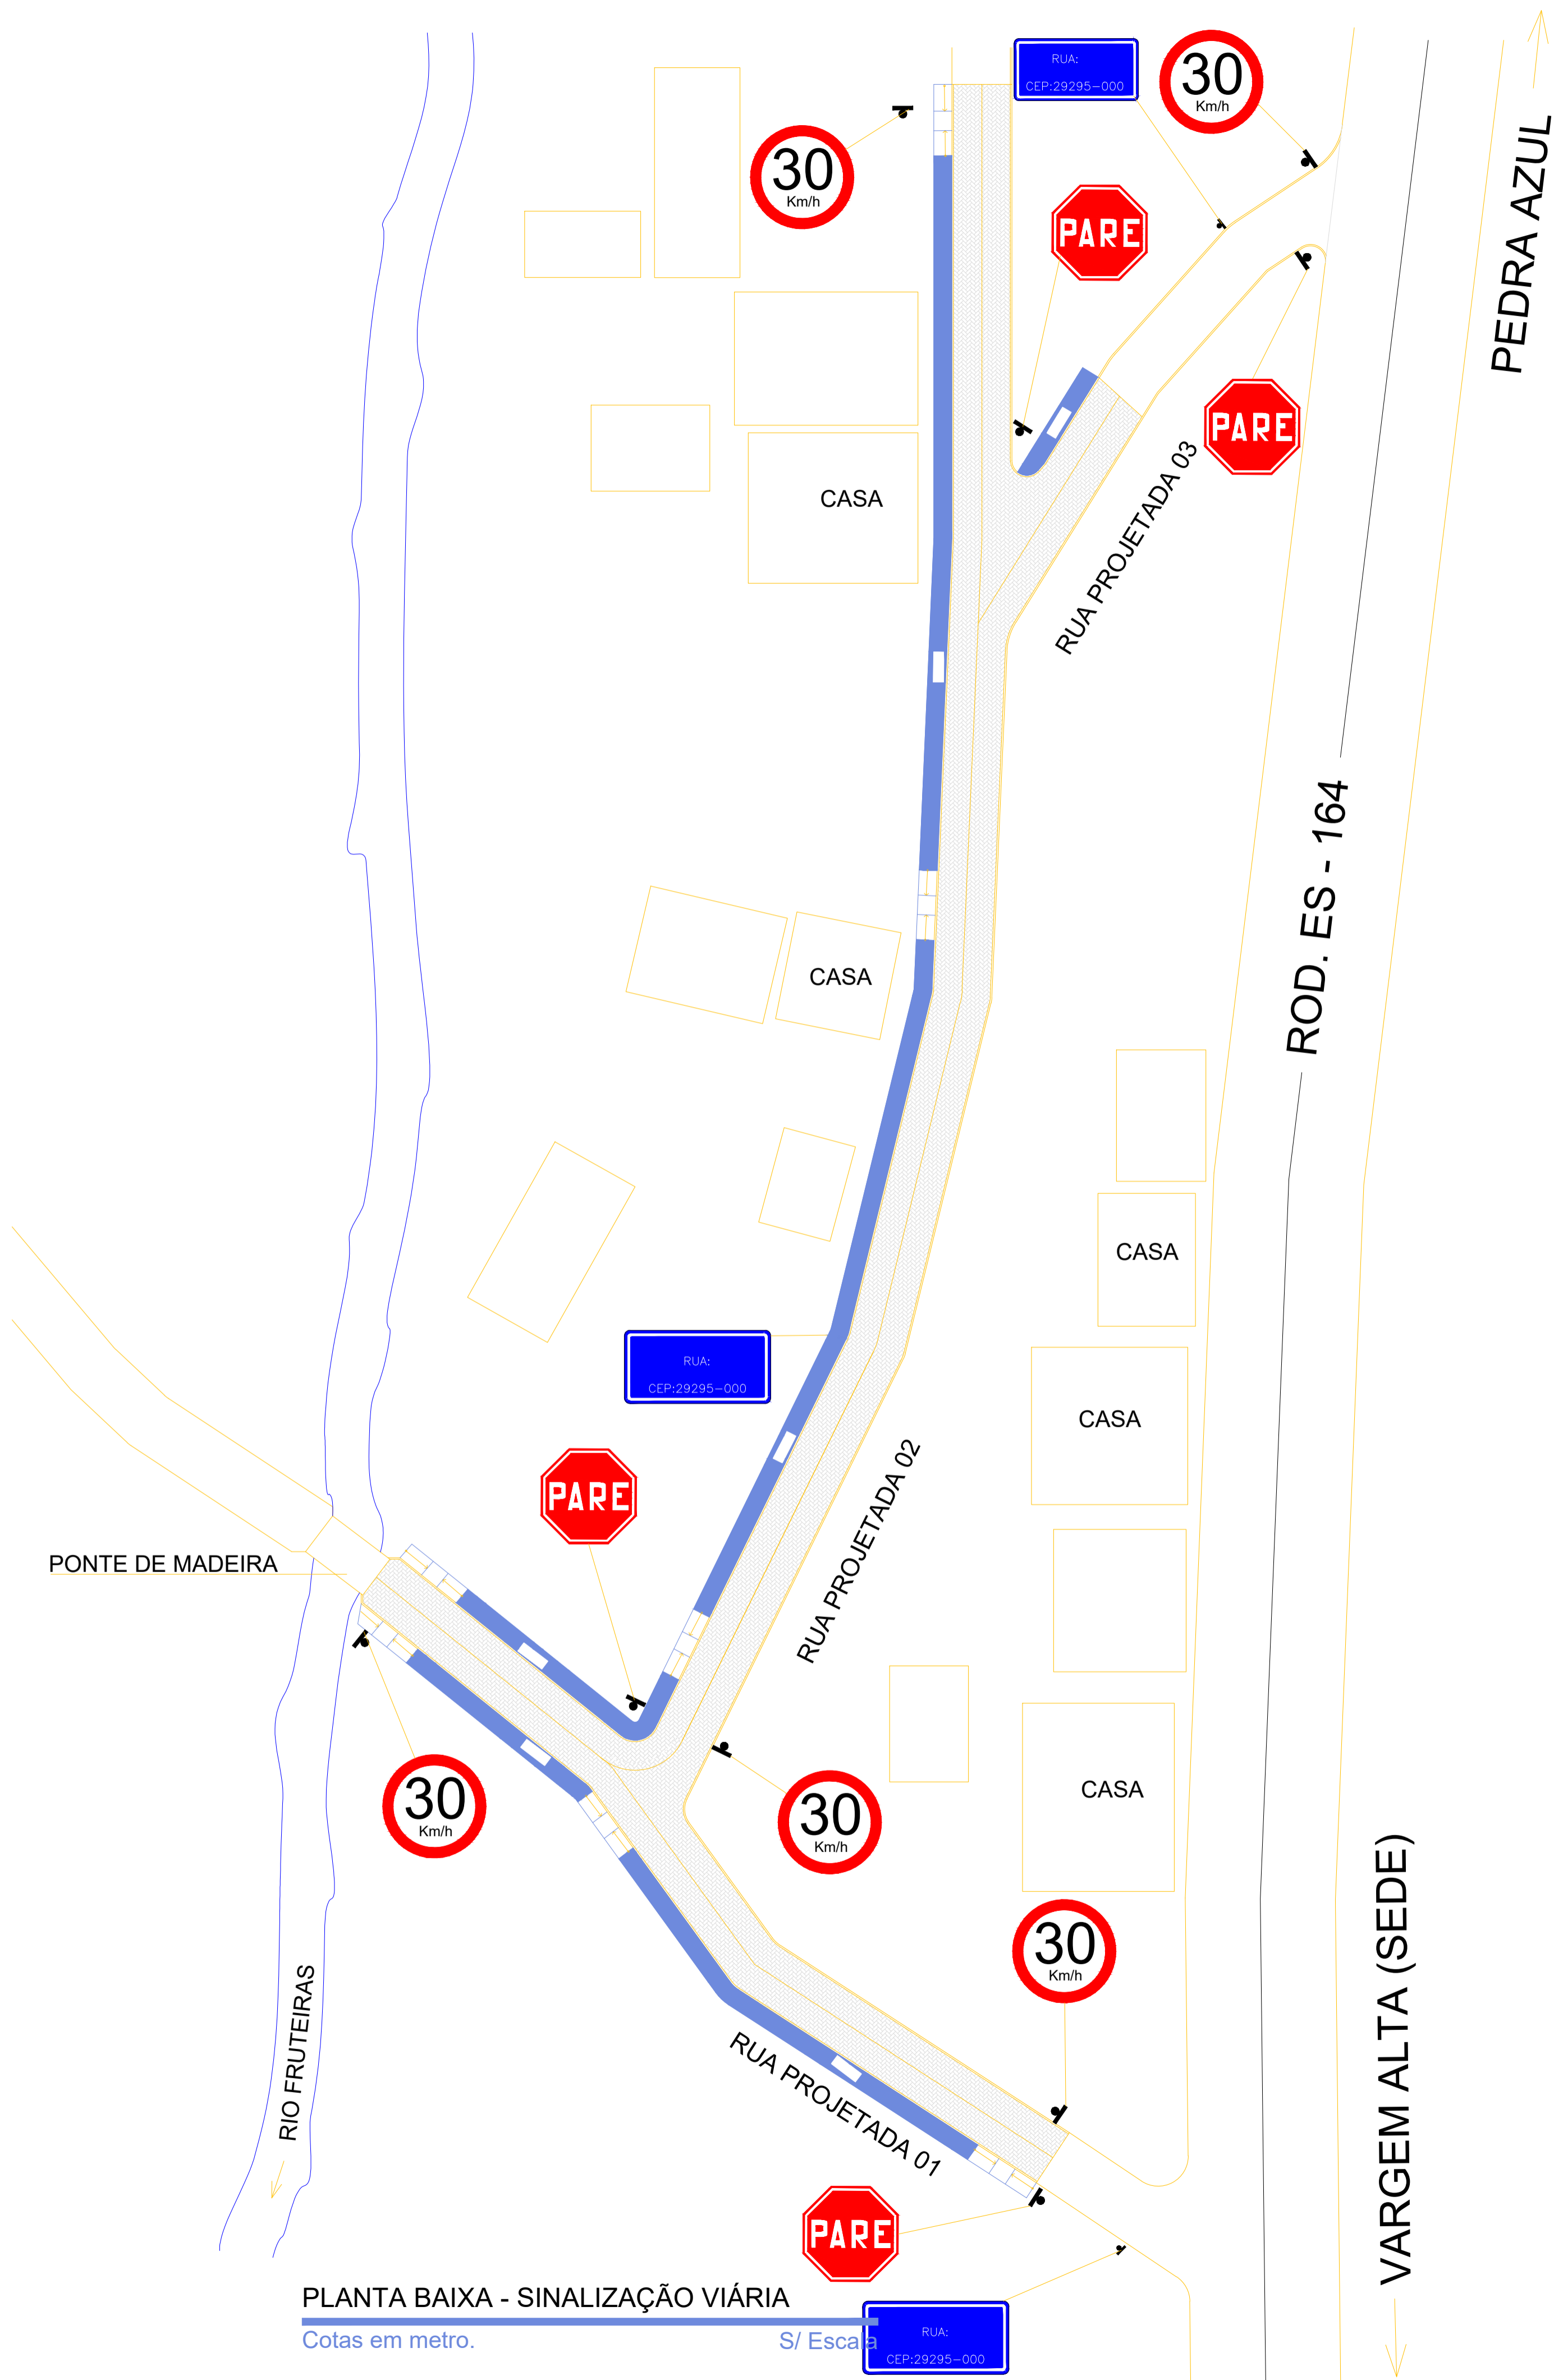 RUA:
CEP:29295-000
30
Km/h
30
Km/h
PARE
PEDRA AZUL
PARE
CASA
RUA PROJETADA 03
ROD. ES - 164
CASA
CASA
RUA:
CEP:29295-000
CASA
PARE
RUA PROJETADA 02
PONTE DE MADEIRA
30
Km/h
30
Km/h
CASA
30
Km/h
VARGEM ALTA (SEDE)
RIO FRUTEIRAS
RUA PROJETADA 01
PARE
PLANTA BAIXA - SINALIZAÇÃO VIÁRIA
Cotas em metro. S/ Escala
RUA:
CEP:29295-000